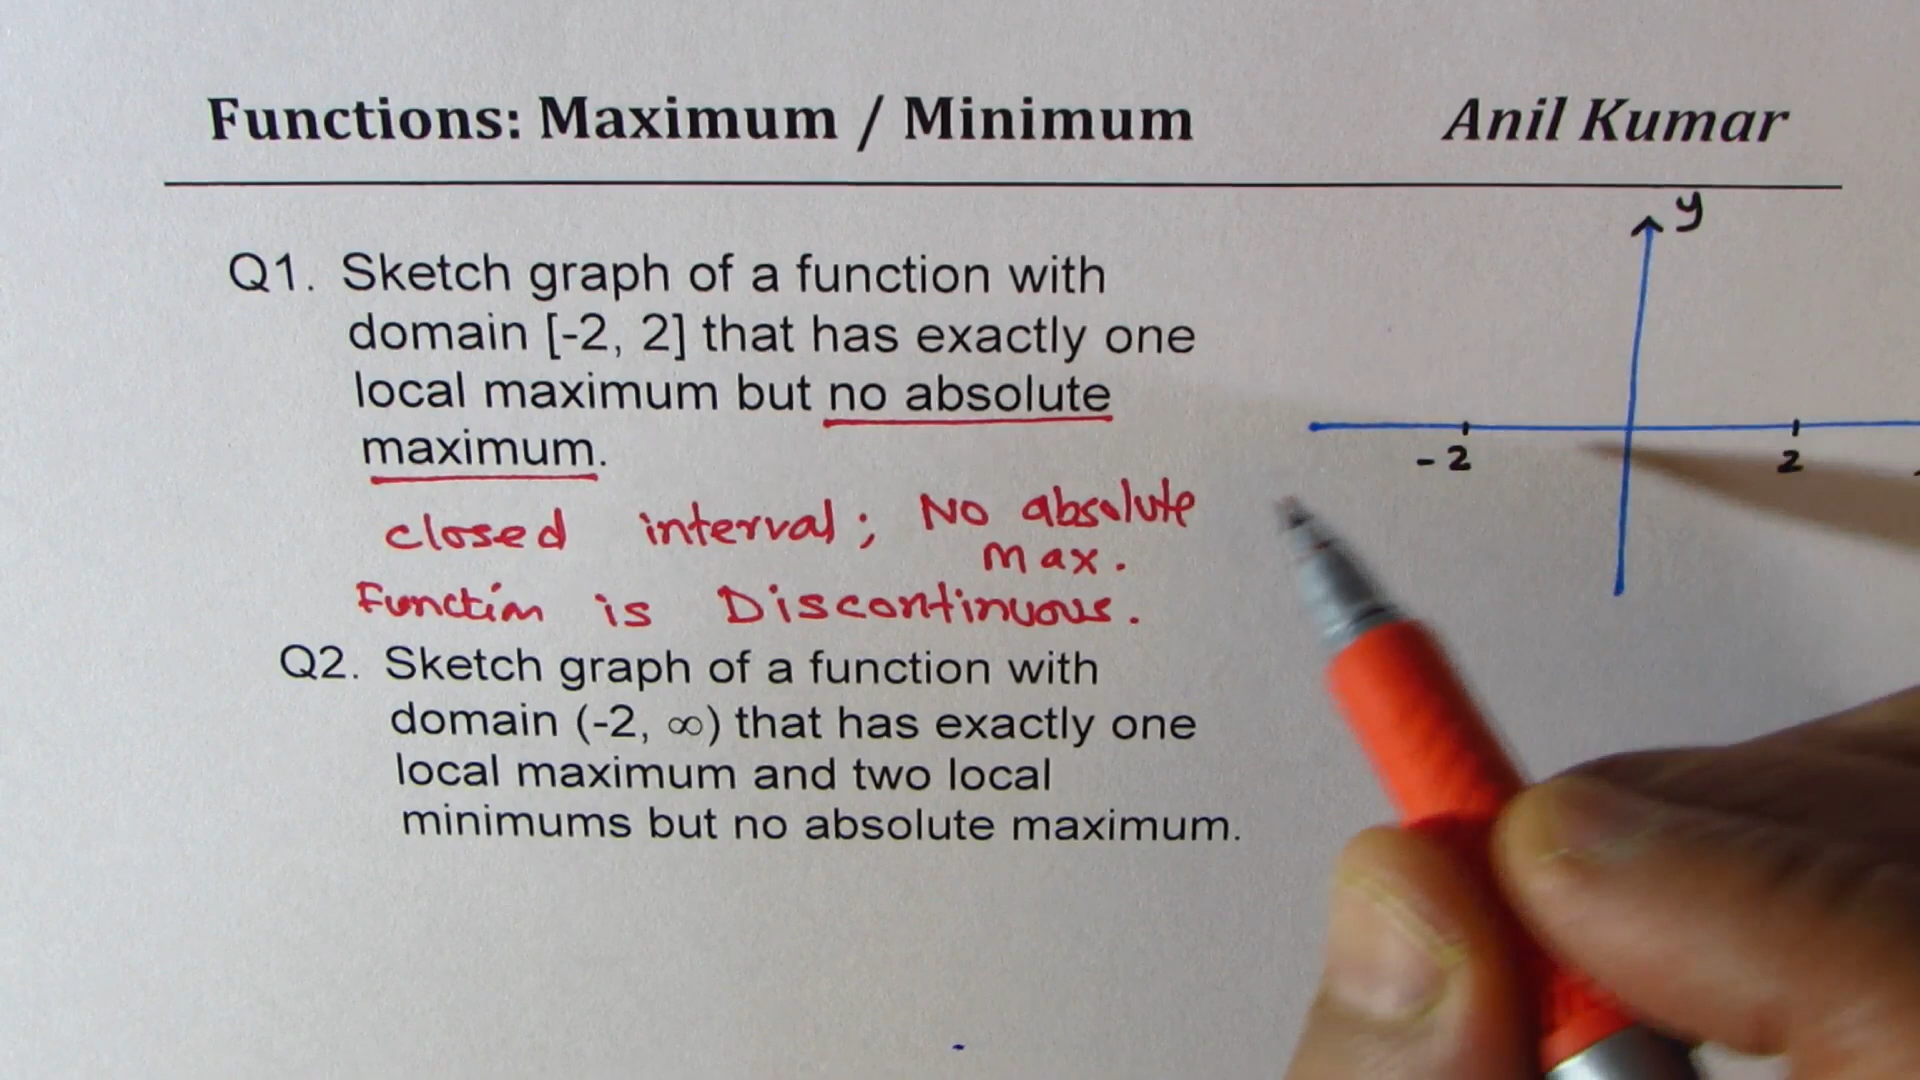 Functions: Maximum / Minimum Anil Kumar
Q1. Sketch graph of a function with
domain [-2, 2] that has exactly one
local maximum but no absolute
maximum.
closed interval; No absolute
max.
Function is Discontinuous.
Q2. Sketch graph of a function with
domain (-2, ∞) that has exactly one
local maximum and two local
minimums but no absolute maximum.
y
-2 2